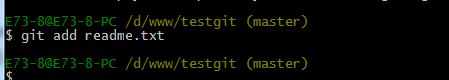 E73-8@E73-8-PC /d/www/testgit (master)
$ git add readme.txt
E73-8@E73-8-PC /d/www/testgit (master)
$